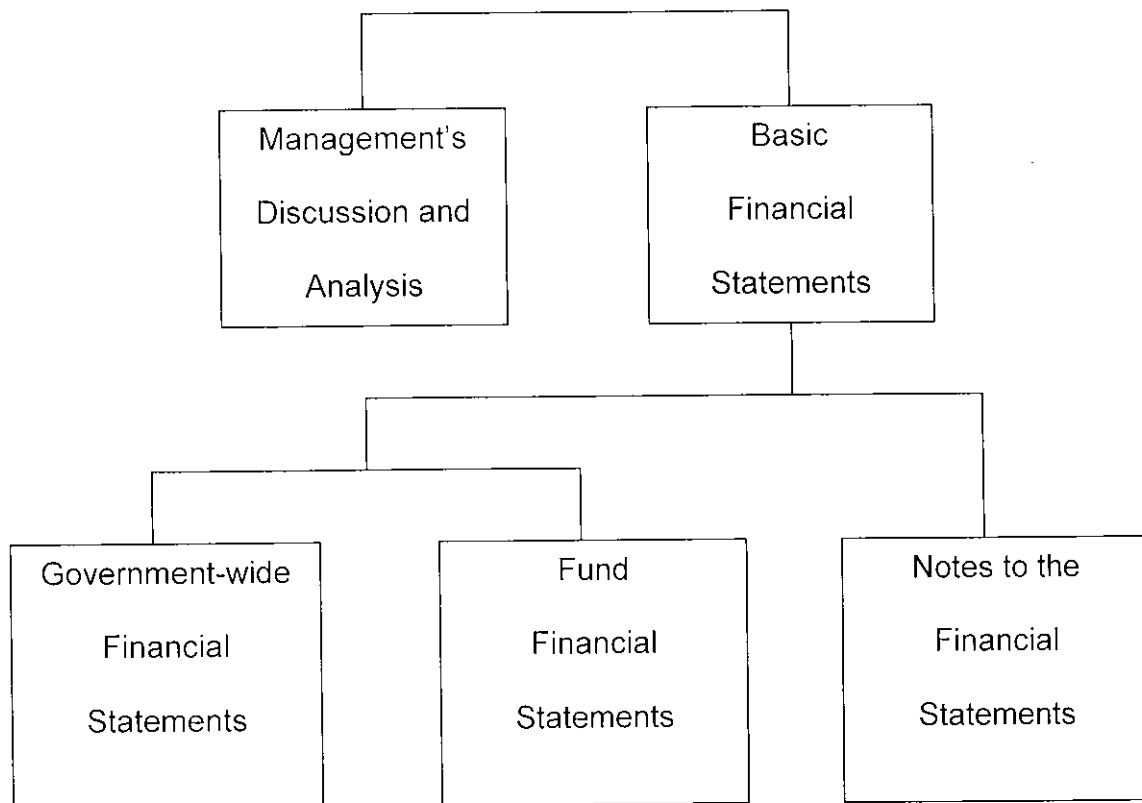 Management's
Discussion and
Analysis
Basic
Financial
Statements
Government-wide
Financial
Statements
Fund
Financial
Statements
Notes to the
Financial
Statements